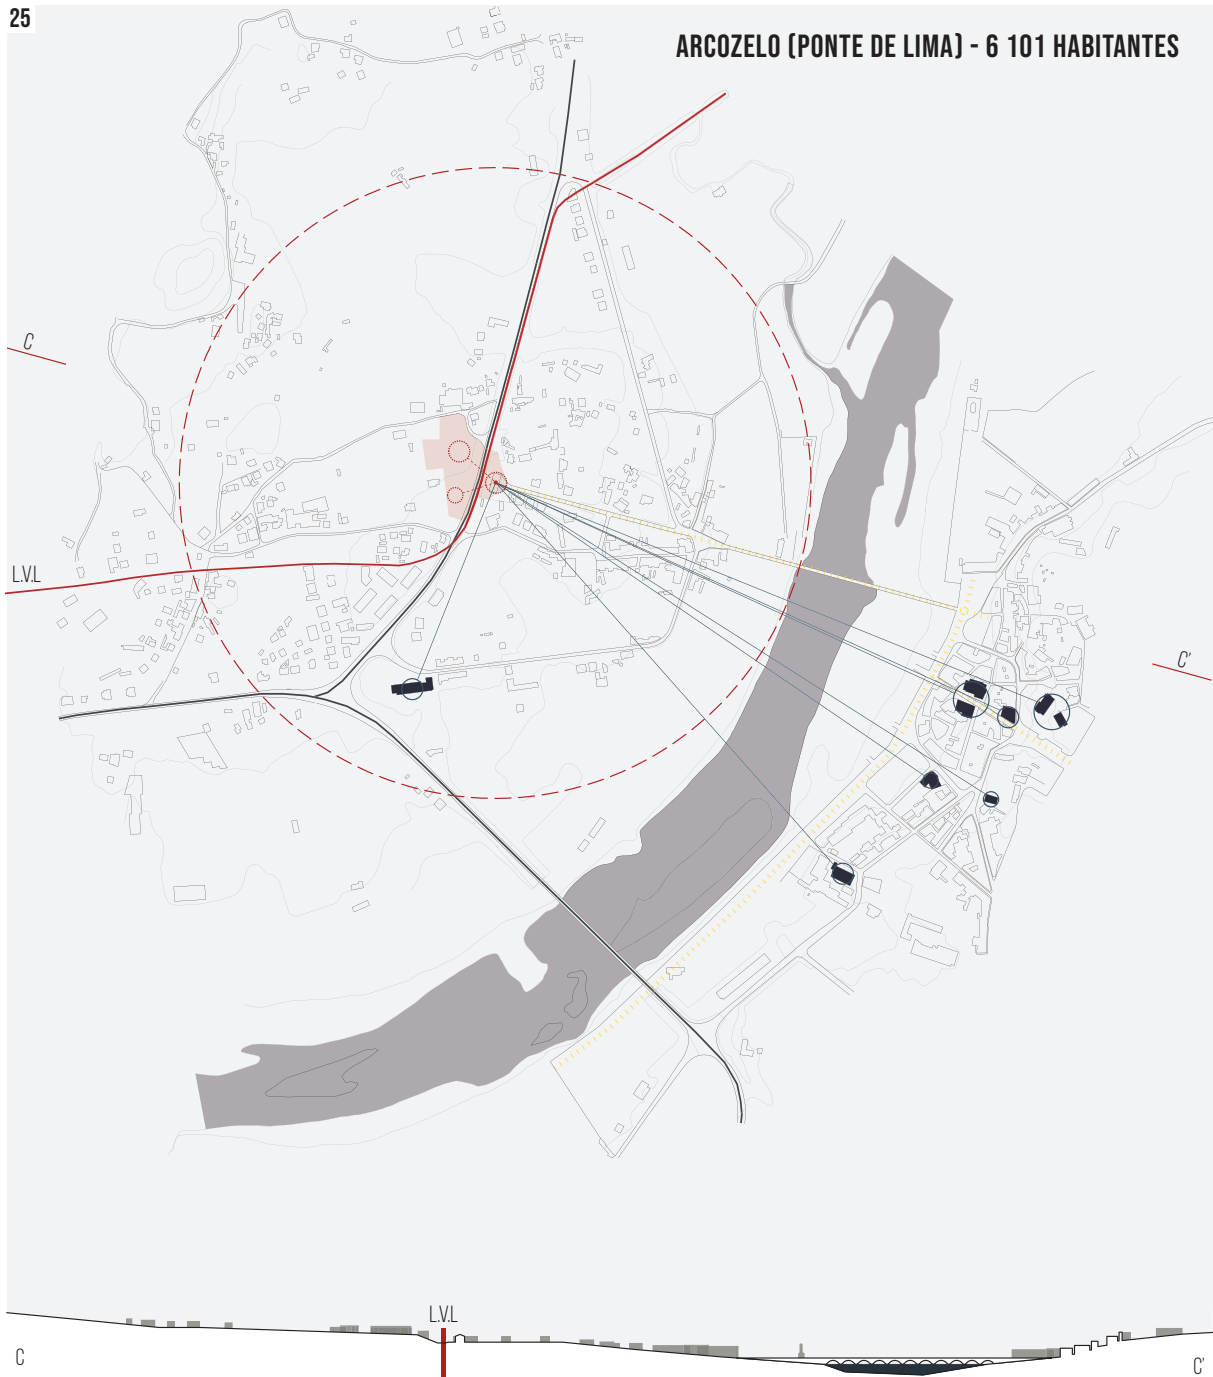 25
ARCOZELO (PONTE DE LIMA) - 6 101 HABITANTES
C
L.V.L
C'
L.V.L
C
C'